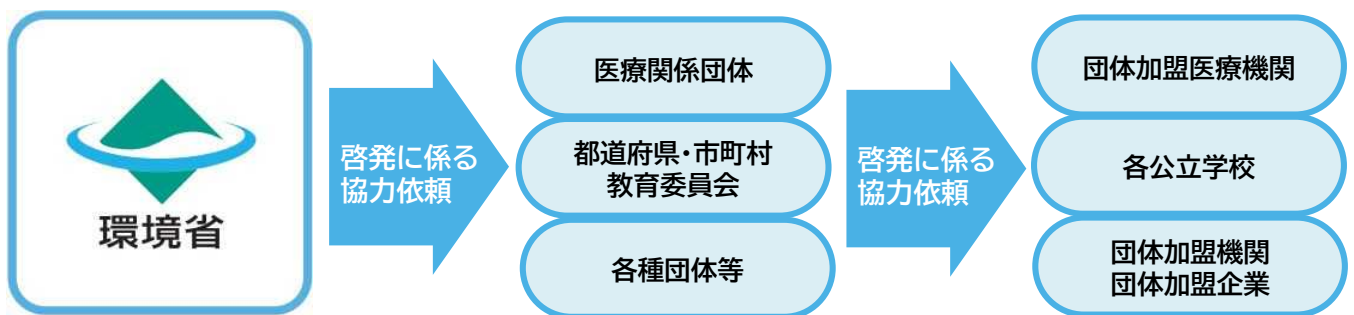 環境省
啓発に係る
協力依頼
医療関係団体
都道府県・市町村
教育委員会
各種団体等
啓発に係る
協力依頼
団体加盟医療機関
各公立学校
団体加盟機関
団体加盟企業